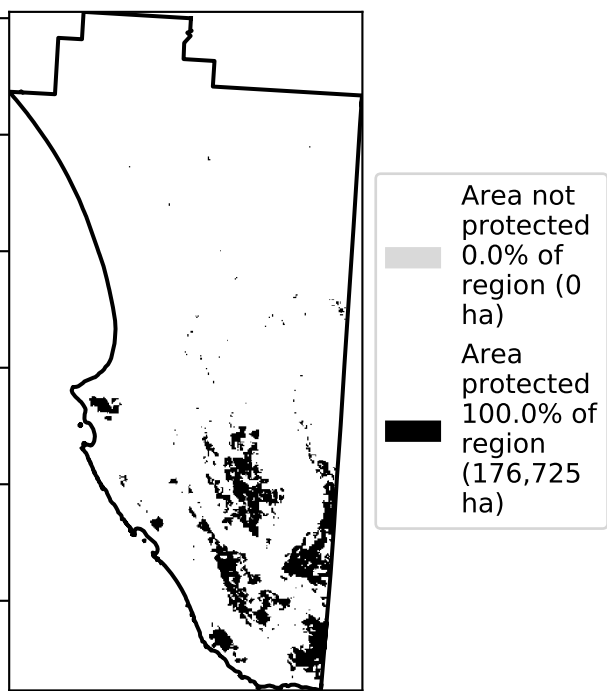 Area not
protected
0.0% of
region (0
ha)
Area
protected
100.0% of
region
(176,725
ha)